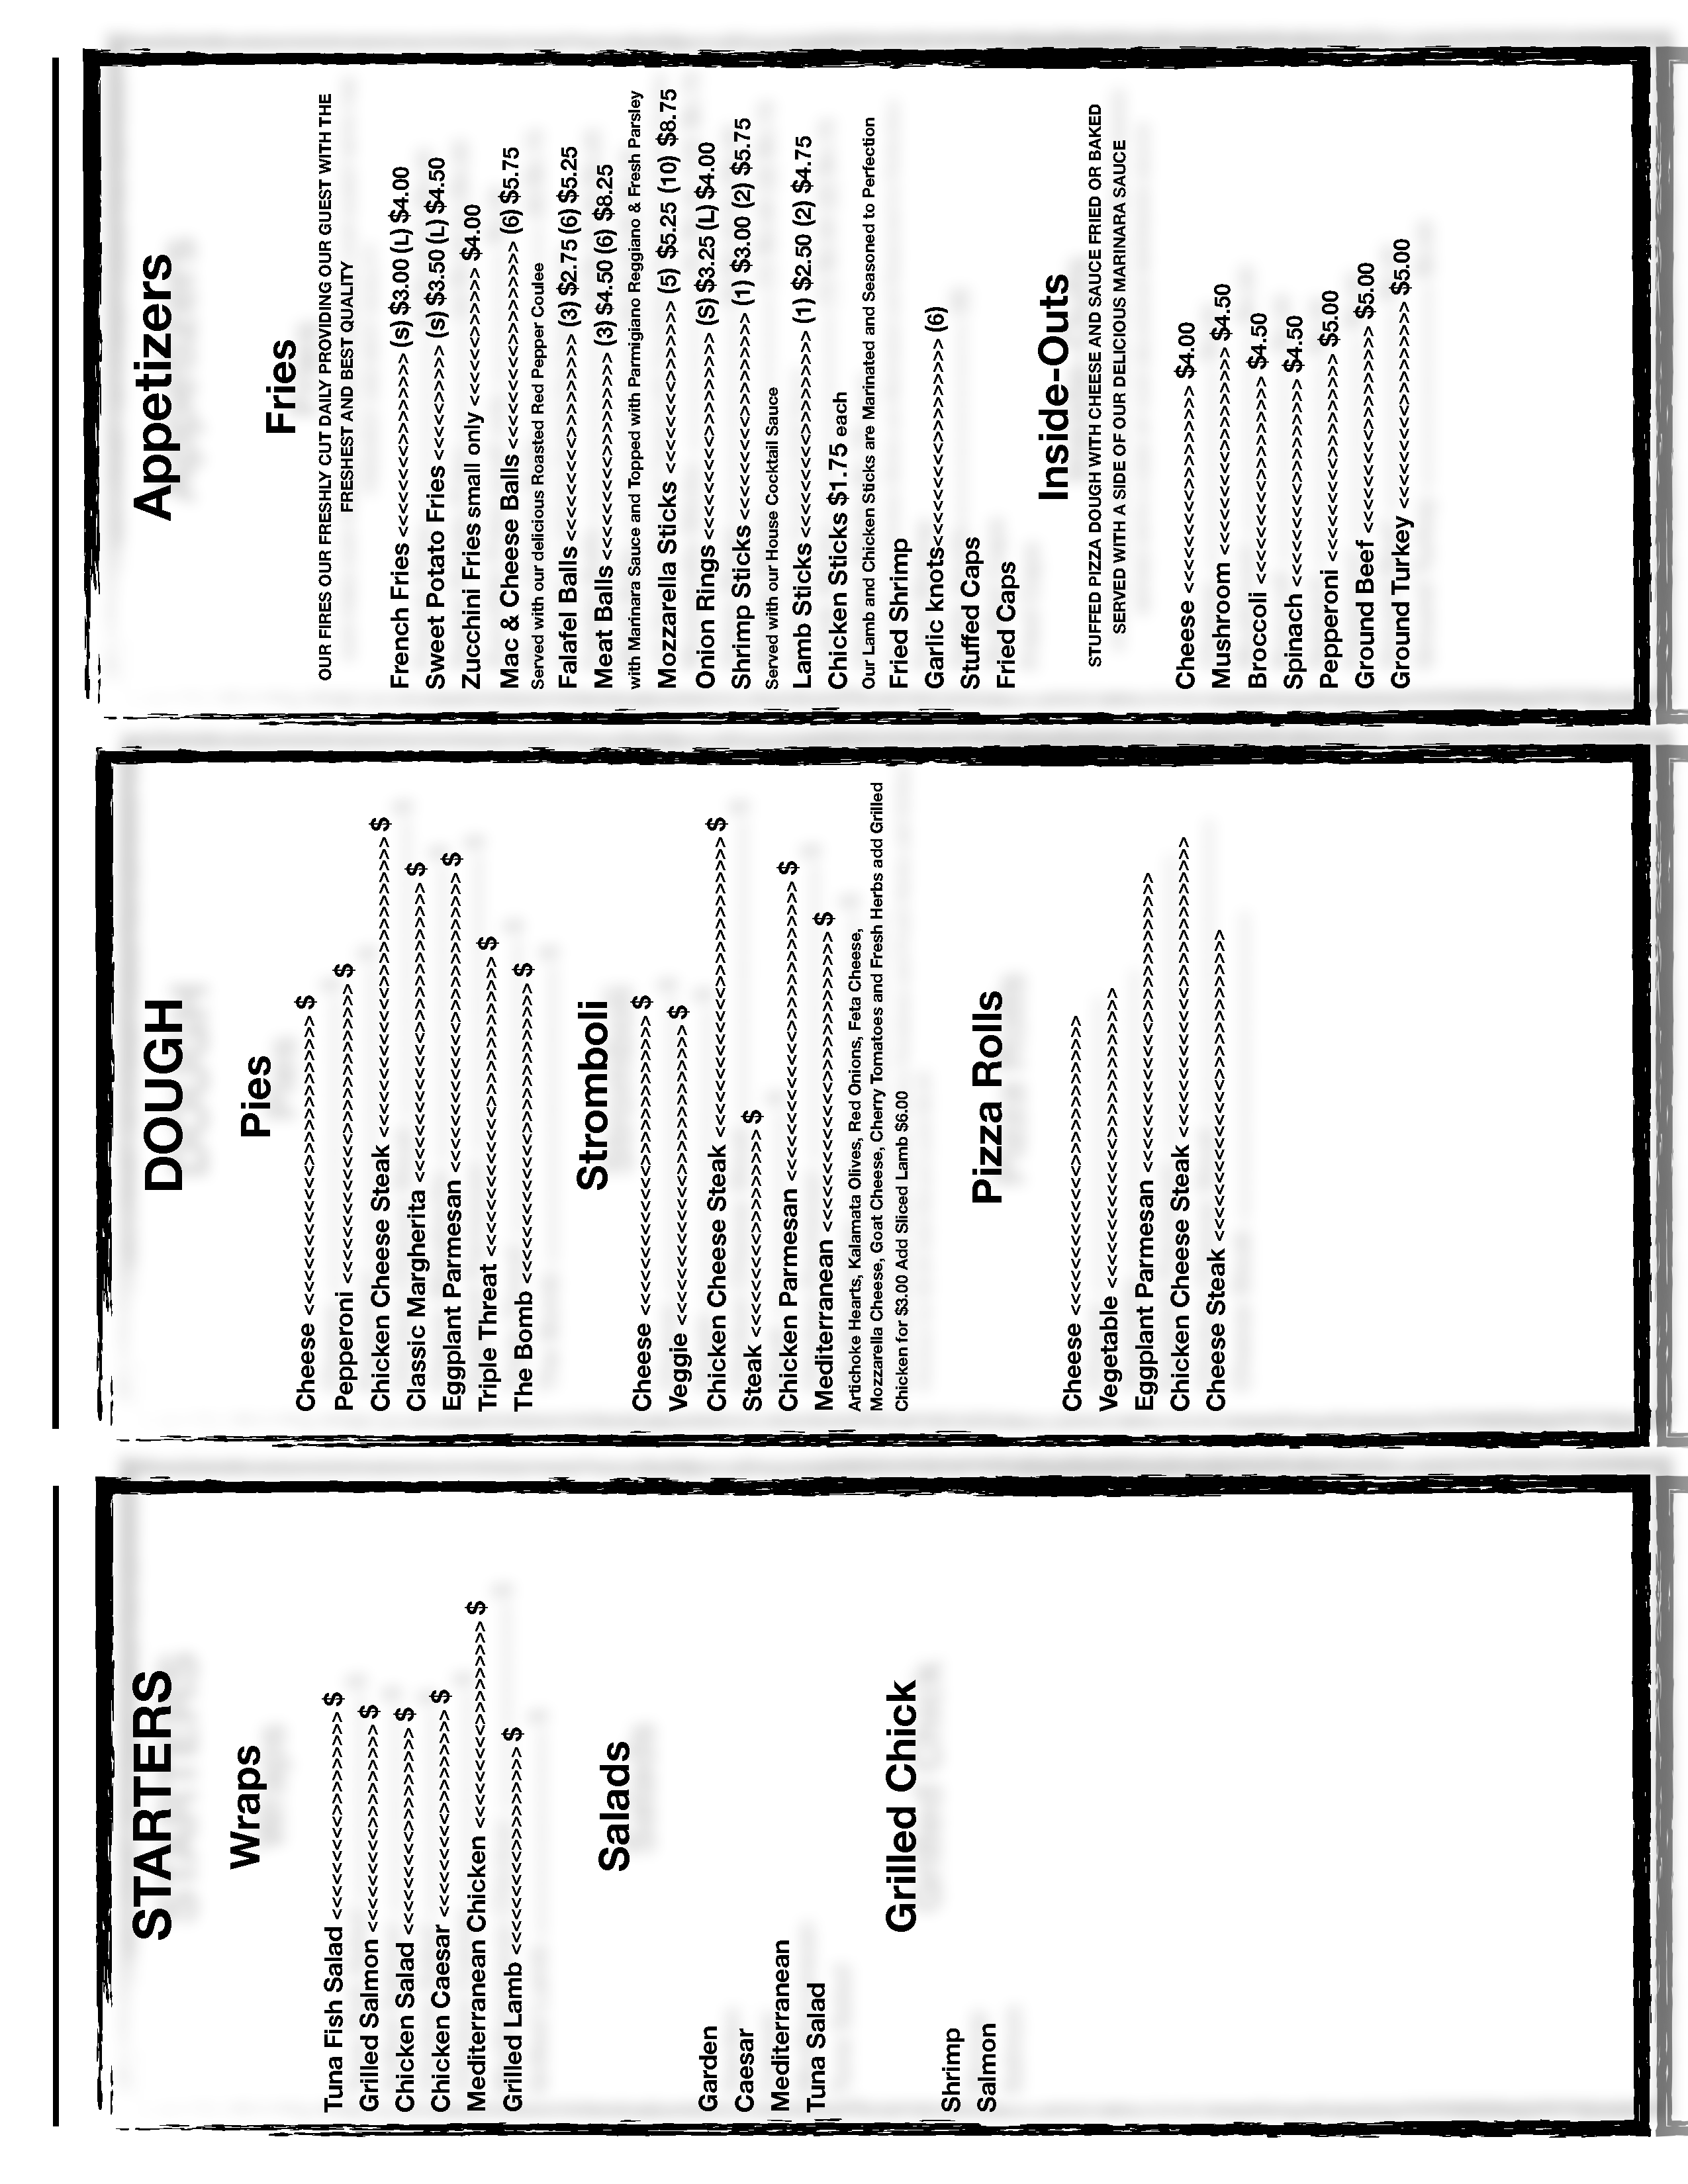 STARTERS
Wraps
Tuna Fish Salad <<<<<<<<<<>>>>>>>>>> $
Grilled Salmon <<<<<<<<<<>>>>>>>>>> $
Chicken Salad <<<<<<<<<<>>>>>>>>>> $
Chicken Caesar <<<<<<<<<<>>>>>>>>>> $
Mediterranean Chicken <<<<<<<<<<>>>>>>>>>> $
Grilled Lamb <<<<<<<<<<>>>>>>>>>> $
Salads
Garden
Caesar
Mediterranean
Tuna Salad
Grilled Chick
Shrimp
Salmon
DOUGH
Pies
Cheese <<<<<<<<<<<<<<>>>>>>>>>>>>>> $
Pepperoni <<<<<<<<<<<<<<>>>>>>>>>>>>>> $
Chicken Cheese Steak <<<<<<<<<<<<<<>>>>>>>>>>>>>> $
Classic Margherita <<<<<<<<<<<<<<>>>>>>>>>>>>>> $
Eggplant Parmesan <<<<<<<<<<<<<<>>>>>>>>>>>>>> $
Triple Threat <<<<<<<<<<<<<<>>>>>>>>>>>>>> $
The Bomb <<<<<<<<<<<<<<>>>>>>>>>>>>>> $
Stromboli
Cheese <<<<<<<<<<<<<<>>>>>>>>>>>>>> $
Veggie <<<<<<<<<<<<<<>>>>>>>>>>>>>> $
Chicken Cheese Steak <<<<<<<<<<<<<<>>>>>>>>>>>>>> $
Steak <<<<<<<<<>>>>>>>>> $
Chicken Parmesan <<<<<<<<<<<<<<>>>>>>>>>>>>>> $
Mediterranean <<<<<<<<<<<<<>>>>>>>>>>>>> $
Artichoke Hearts, Kalamata Olives, Red Onions, Feta Cheese,
Mozzarella Cheese, Goat Cheese, Cherry Tomatoes and Fresh Herbs add Grilled
Chicken for $3.00 Add Sliced Lamb $6.00
Pizza Rolls
Cheese <<<<<<<<<<<<<<>>>>>>>>>>>>>>
Vegetable <<<<<<<<<<<<<<>>>>>>>>>>>>>>
Eggplant Parmesan <<<<<<<<<<<<<<>>>>>>>>>>>>>>
Chicken Cheese Steak <<<<<<<<<<<<<<>>>>>>>>>>>>>>
Cheese Steak <<<<<<<<<<<<<<>>>>>>>>>>>>>>
Appetizers
Fries
OUR FIRES OUR FRESHLY CUT DAILY PROVIDING OUR GUEST WITH THE
FRESHEST AND BEST QUALITY
French Fries <<<<<<<<>>>>>>>> (s) $3.00 (L) $4.00
Sweet Potato Fries <<<<<>>>>> (s) $3.50 (L) $4.50
Zucchini Fries small only <<<<<<>>>>>> $4.00
Mac & Cheese Balls <<<<<<<<<>>>>>>>>> (6) $5.75
Served with our delicious Roasted Red Pepper Coulee
Falafel Balls <<<<<<<<<>>>>>>>>> (3) $2.75 (6) $5.25
Meat Balls <<<<<<<<<>>>>>>>>> (3) $4.50 (6) $8.25
with Marinara Sauce and Topped with Parmigiano Reggiano & Fresh Parsley
Mozzarella Sticks <<<<<<<<>>>>>>>> (5) $5.25 (10) $8.75
Onion Rings <<<<<<<<<>>>>>>>>> (S) $3.25 (L) $4.00
Shrimp Sticks <<<<<<<<>>>>>>>> (1) $3.00 (2) $5.75
Served with our House Cocktail Sauce
Lamb Sticks <<<<<<<<<>>>>>>>>> (1) $2.50 (2) $4.75
Chicken Sticks $1.75 each
Our Lamb and Chicken Sticks are Marinated and Seasoned to Perfection
Fried Shrimp
Garlic knots<<<<<<<<<>>>>>>>>> (6)
Stuffed Caps
Fried Caps
Inside-Outs
STUFFED PIZZA DOUGH WITH CHEESE AND SAUCE FRIED OR BAKED
SERVED WITH A SIDE OF OUR DELICIOUS MARINARA SAUCE
Cheese <<<<<<<<<>>>>>>>>> $4.00
Mushroom <<<<<<<<<>>>>>>>>> $4.50
Broccoli <<<<<<<<<>>>>>>>>> $4.50
Spinach <<<<<<<<<>>>>>>>>> $4.50
Pepperoni <<<<<<<<<>>>>>>>>> $5.00
Ground Beef <<<<<<<<<>>>>>>>>> $5.00
Ground Turkey <<<<<<<<<>>>>>>>>> $5.00